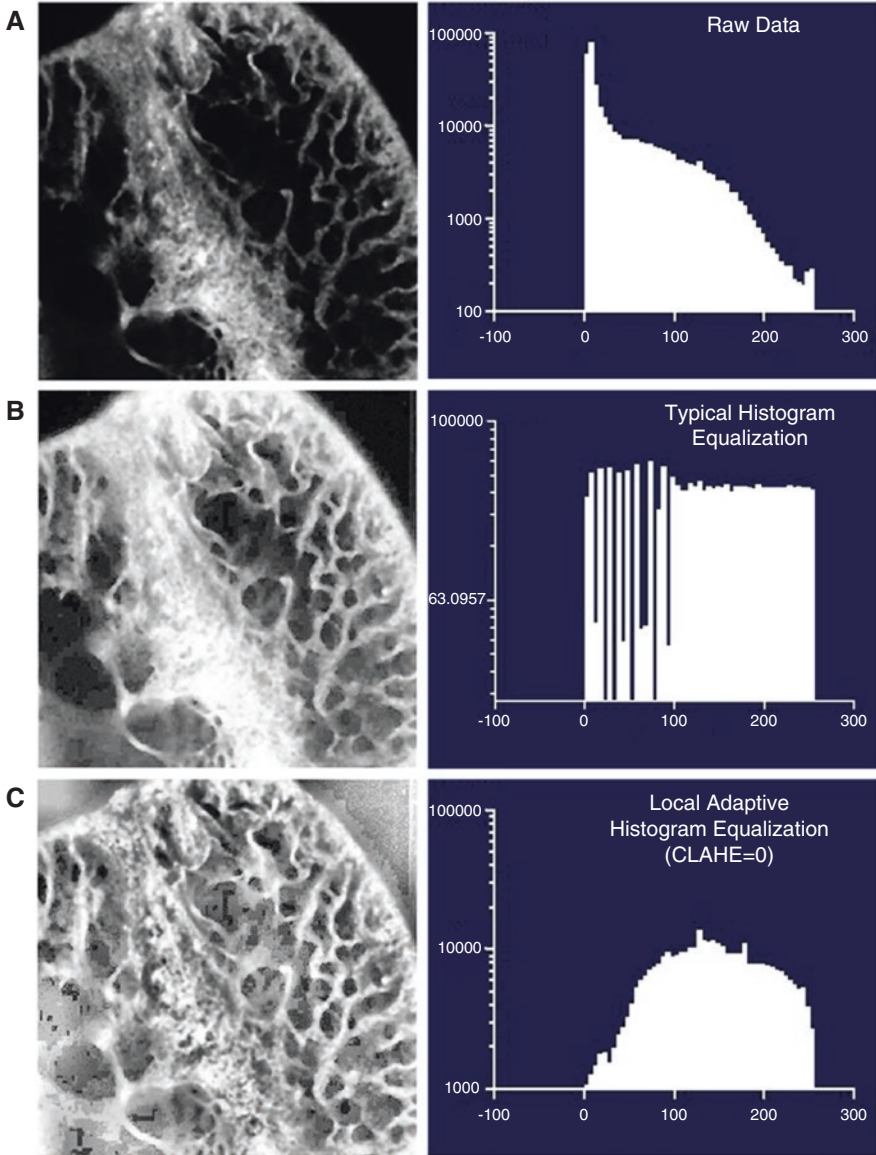 A
Raw Data
100000
10000
1000
100
-100 0 100 200 300
B
Typical Histogram
Equalization
100000
63.0957
-100 0 100 200 300
C
Local Adaptive
Histogram Equalization
(CLAHE=0)
100000
10000
1000
-100 0 100 200 300